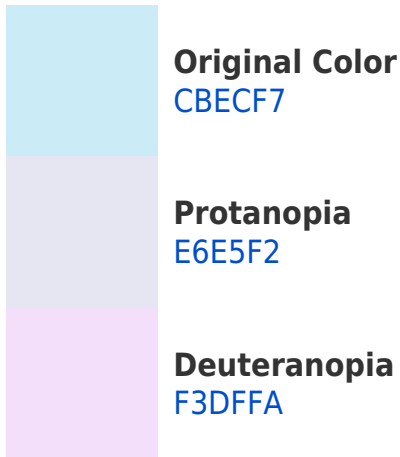 Original Color
CBECF7
Protanopia
E6E5F2
Deuteranopia
F3DFFA